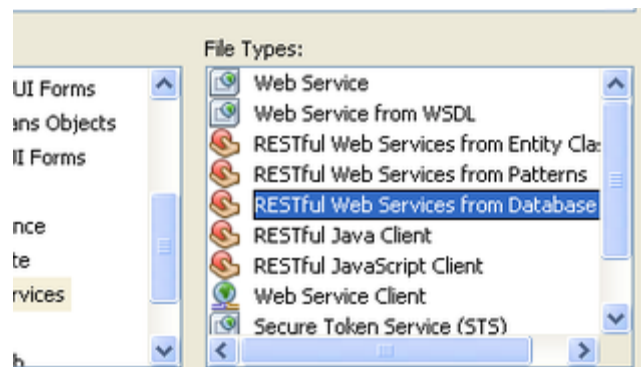 File Types:
UI Forms
ans Objects
UI Forms
nce
te
rvices
h
Web Service
Web Service from WSDL
RESTful Web Services from Entity Cla
RESTful Web Services from Patterns
RESTful Web Services from Database
RESTful Java Client
RESTful JavaScript Client
Web Service Client
Secure Token Service (STS)